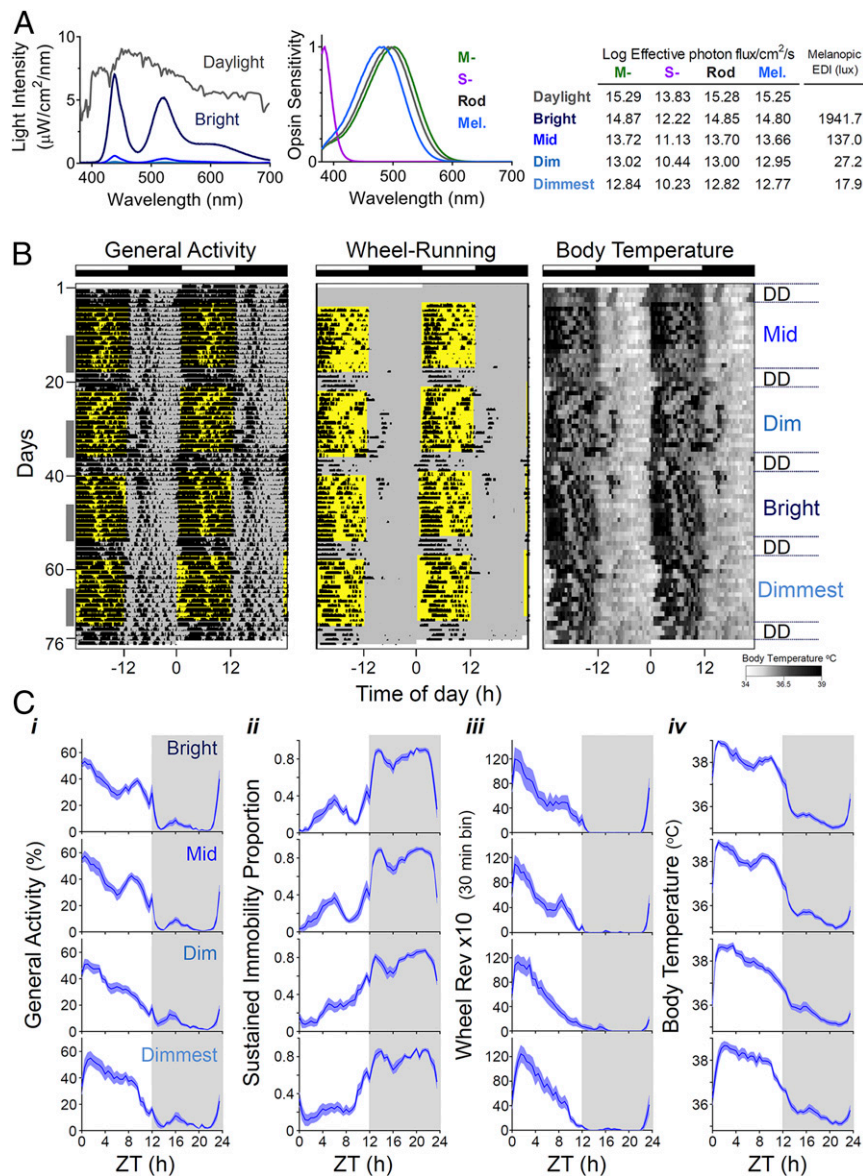 A
Light Intensity
(µW/cm²/nm)
10
5
0
Daylight
Bright
400 500 600 700
Wavelength (nm)
Opsin Sensitivity
1
0
M-
S-
Rod
Mel.
400 500 600 700
Wavelength (nm)
Log Effective photon flux/cm²/s
Melanopic
EDI (lux)
M- S- Rod Mel.
Daylight 15.29 13.83 15.28 15.25
Bright 14.87 12.22 14.85 14.80 1941.7
Mid 13.72 11.13 13.70 13.66 137.0
Dim 13.02 10.44 13.00 12.95 27.2
Dimmest 12.84 10.23 12.82 12.77 17.9
B
General Activity
Wheel-Running
Body Temperature
Days
1
20
40
60
76
DD
Mid
DD
Dim
DD
Bright
DD
Dimmest
DD
-12 0 12
-12 0 12
-12 0 12
Time of day (h)
Body Temperature °C
34 36.5 39
C
i
ii
iii
iv
General Activity (%)
Sustained Immobility Proportion
Wheel Rev x10 (30 min bin)
Body Temperature (°C)
Bright
60
40
20
0
0.8
0.4
0
120
80
40
0
38
36
Mid
60
40
20
0
0.8
0.4
0
120
80
40
0
38
36
Dim
60
40
20
0
0.8
0.4
0
120
80
40
0
38
36
Dimmest
60
40
20
0
0.8
0.4
0
120
80
40
0
38
36
0 4 8 12 16 20 24
0 4 8 12 16 20 24
0 4 8 12 16 20 24
0 4 8 12 16 20 24
ZT (h)
ZT (h)
ZT (h)
ZT (h)